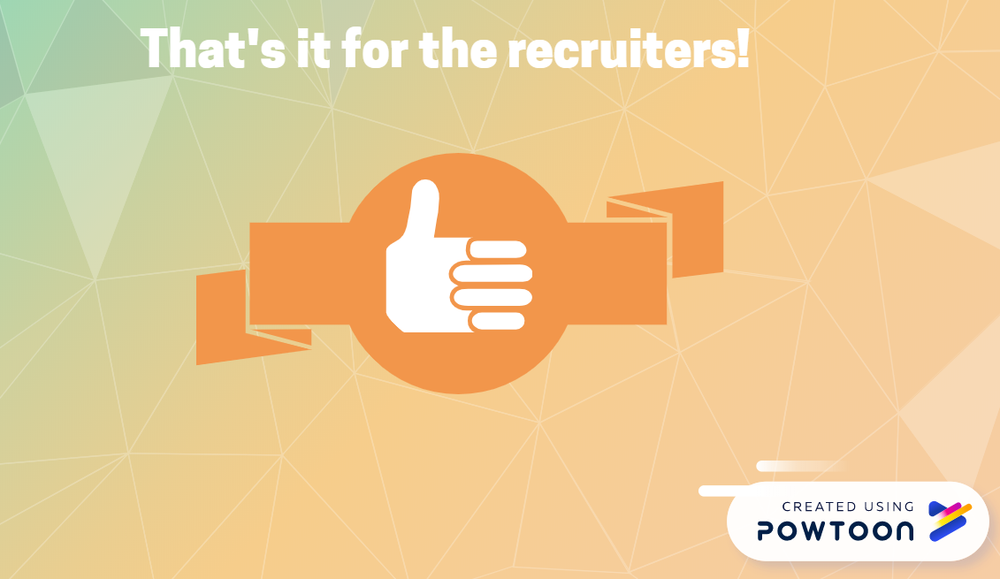 That's it for the recruiters!
CREATED USING
POWTOON